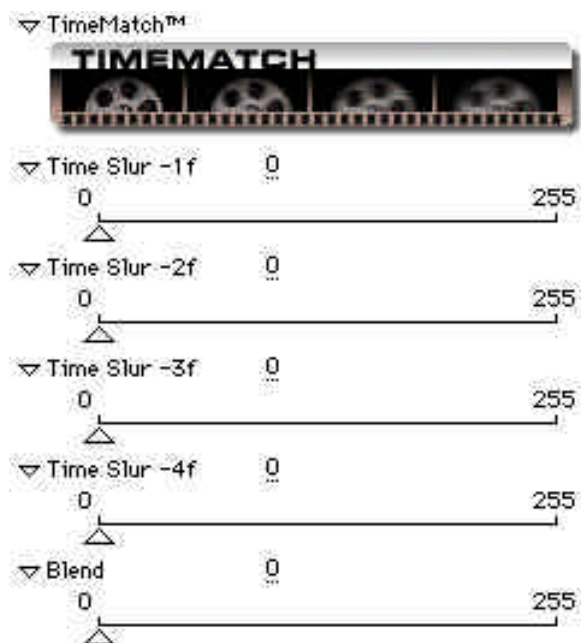 TimeMatch™
TIMEMATCH
Time Slur -1f 0
0 255
Time Slur -2f 0
0 255
Time Slur -3f 0
0 255
Time Slur -4f 0
0 255
Blend 0
0 255